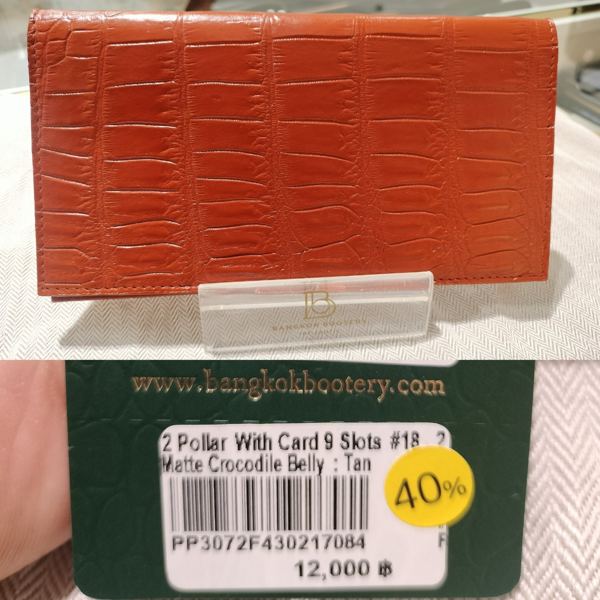 B
BANGKOK BOOTERY
www.bangkokbootery.com
2 Pollar With Card 9 Slots #18 2
Matte Crocodile Belly : Tan
40%
PP3072F430217084 F
12,000 ฿